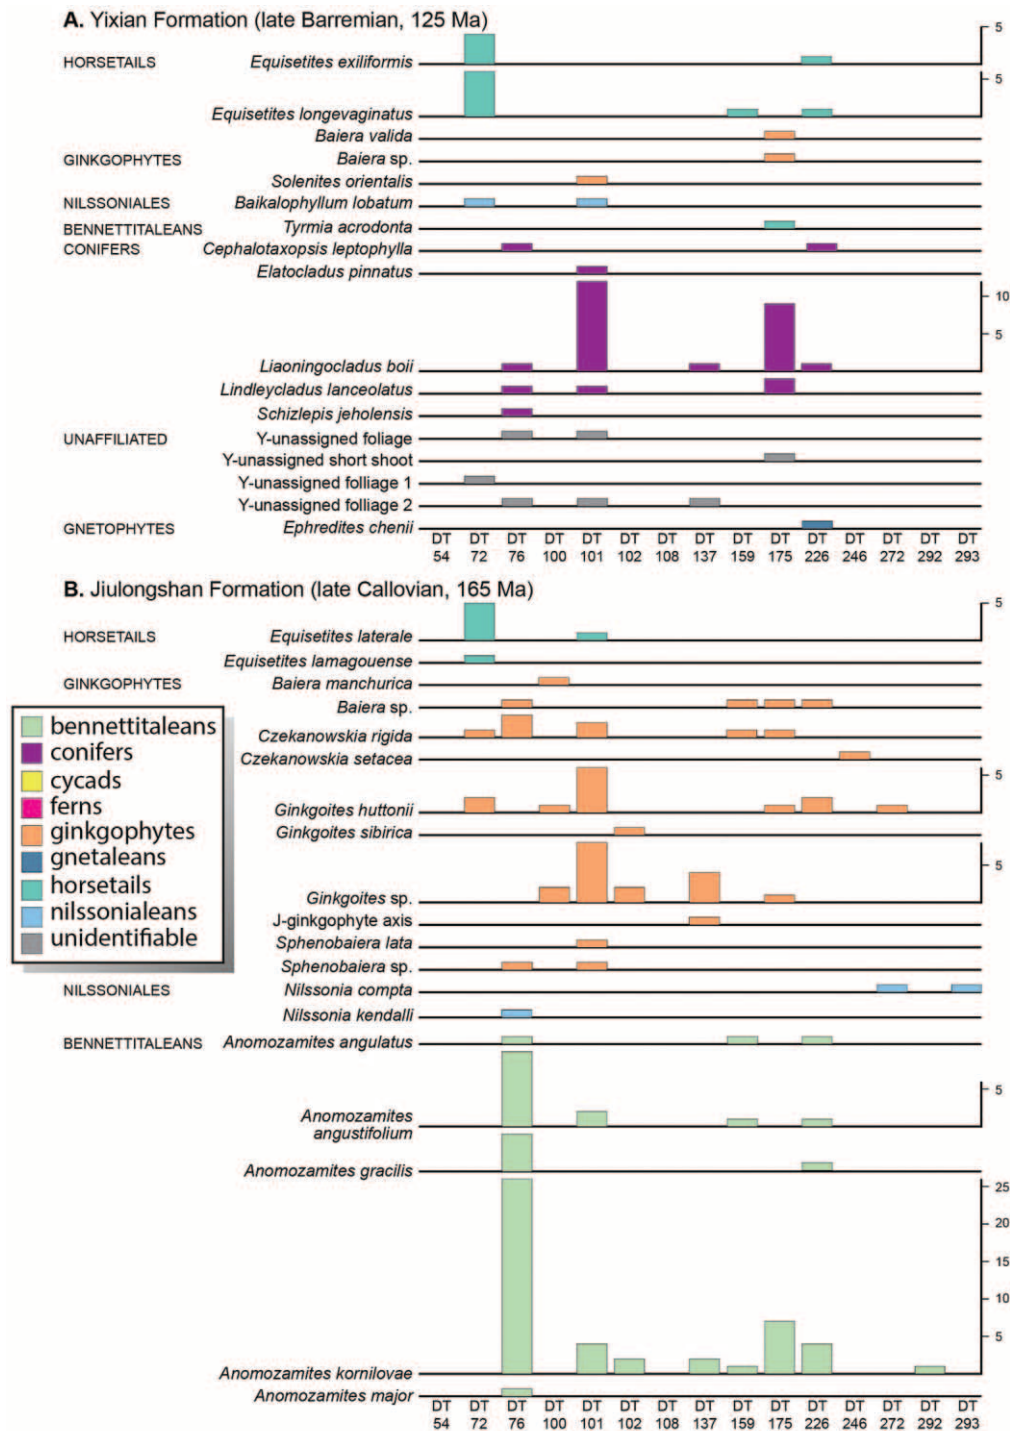 A. Yixian Formation (late Barremian, 125 Ma)
5
HORSETAILS Equisetites exiliformis
5
Equisetites longevaginatus
Baiera valida
GINKGOPHYTES Baiera sp.
Solenites orientalis
NILSSONIALES Baikalophyllum lobatum
BENNETTITALEANS Tyrmia acrodonta
CONIFERS Cephalotaxopsis leptophylla
Elatocladus pinnatus
10
5
Liaoningocladus boii
Lindleycladus lanceolatus
Schizlepis jeholensis
UNAFFILIATED Y-unassigned foliage
Y-unassigned short shoot
Y-unassigned folliage 1
Y-unassigned folliage 2
GNETOPHYTES Ephredites chenii
DT DT DT DT DT DT DT DT DT DT DT DT DT DT DT
54 72 76 100 101 102 108 137 159 175 226 246 272 292 293
B. Jiulongshan Formation (late Callovian, 165 Ma)
5
HORSETAILS Equisetites laterale
Equisetites lamagouense
GINKGOPHYTES Baiera manchurica
Baiera sp.
Czekanowskia rigida
Czekanowskia setacea
5
Ginkgoites huttonii
Ginkgoites sibirica
5
Ginkgoites sp.
J-ginkgophyte axis
Sphenobaiera lata
Sphenobaiera sp.
NILSSONIALES Nilssonia compta
Nilssonia kendalli
BENNETTITALEANS Anomozamites angulatus
5
Anomozamites
angustifolium
Anomozamites gracilis
25
20
15
10
5
Anomozamites kornilovae
Anomozamites major
DT DT DT DT DT DT DT DT DT DT DT DT DT DT DT
54 72 76 100 101 102 108 137 159 175 226 246 272 292 293
bennettitaleans
conifers
cycads
ferns
ginkgophytes
gnetaleans
horsetails
nilssonialeans
unidentifiable